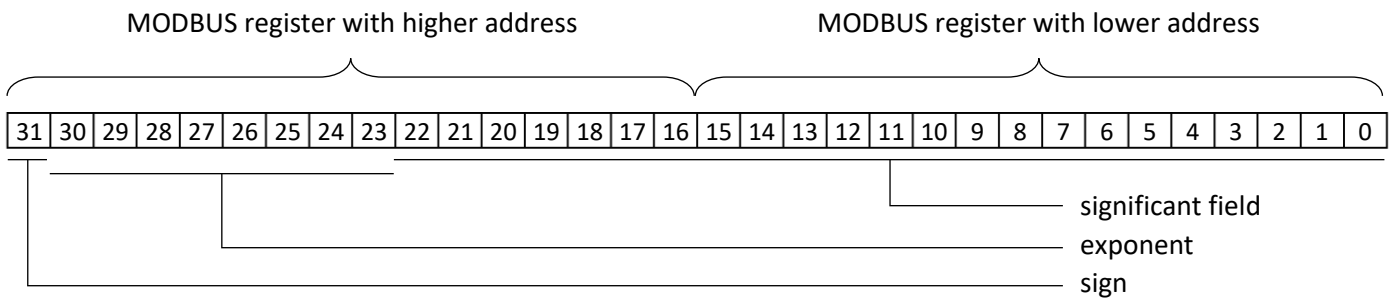 MODBUS register with higher address MODBUS register with lower address
31 30 29 28 27 26 25 24 23 22 21 20 19 18 17 16 15 14 13 12 11 10 9 8 7 6 5 4 3 2 1 0
significant field
exponent
sign